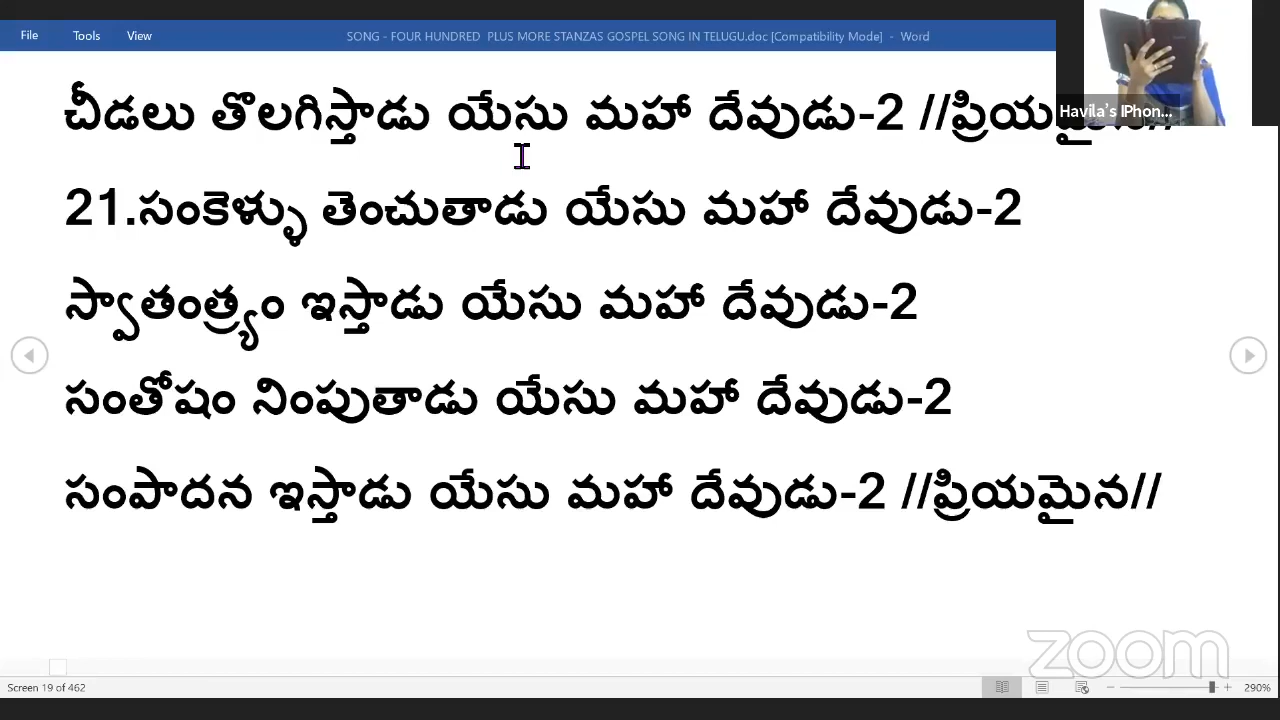 File Tools View SONG - FOUR HUNDRED PLUS MORE STANZAS GOSPEL SONG IN TELUGU.doc [Compatibility Mode] - Word
Havila's IPhon...
చీడలు తొలగిస్తాడు యేసు మహా దేవుడు-2 //ప్రియమైన//
21.సంకెళ్ళు తెంచుతాడు యేసు మహా దేవుడు-2
స్వాతంత్ర్యం ఇస్తాడు యేసు మహా దేవుడు-2
సంతోషం నింపుతాడు యేసు మహా దేవుడు-2
సంపాదన ఇస్తాడు యేసు మహా దేవుడు-2 //ప్రియమైన//
zoom
Screen 19 of 462 290%